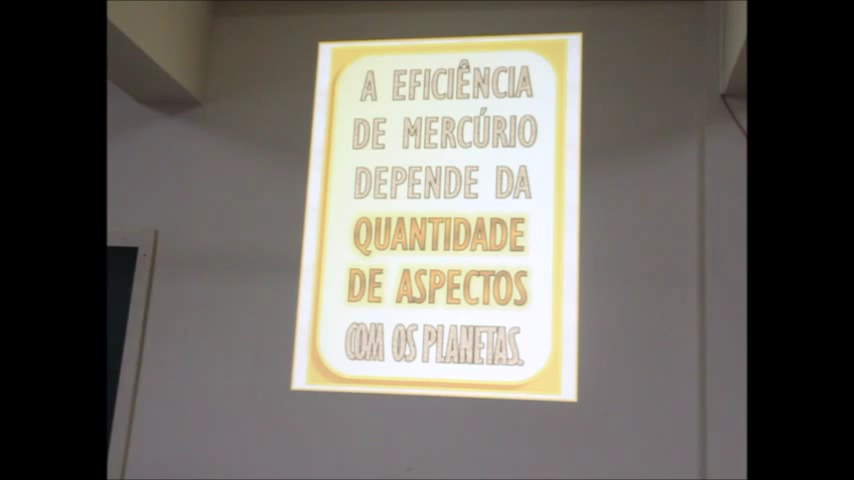 A EFICIÊNCIA
DE MERCÚRIO
DEPENDE DA
QUANTIDADE
DE ASPECTOS
COM OS PLANETAS.